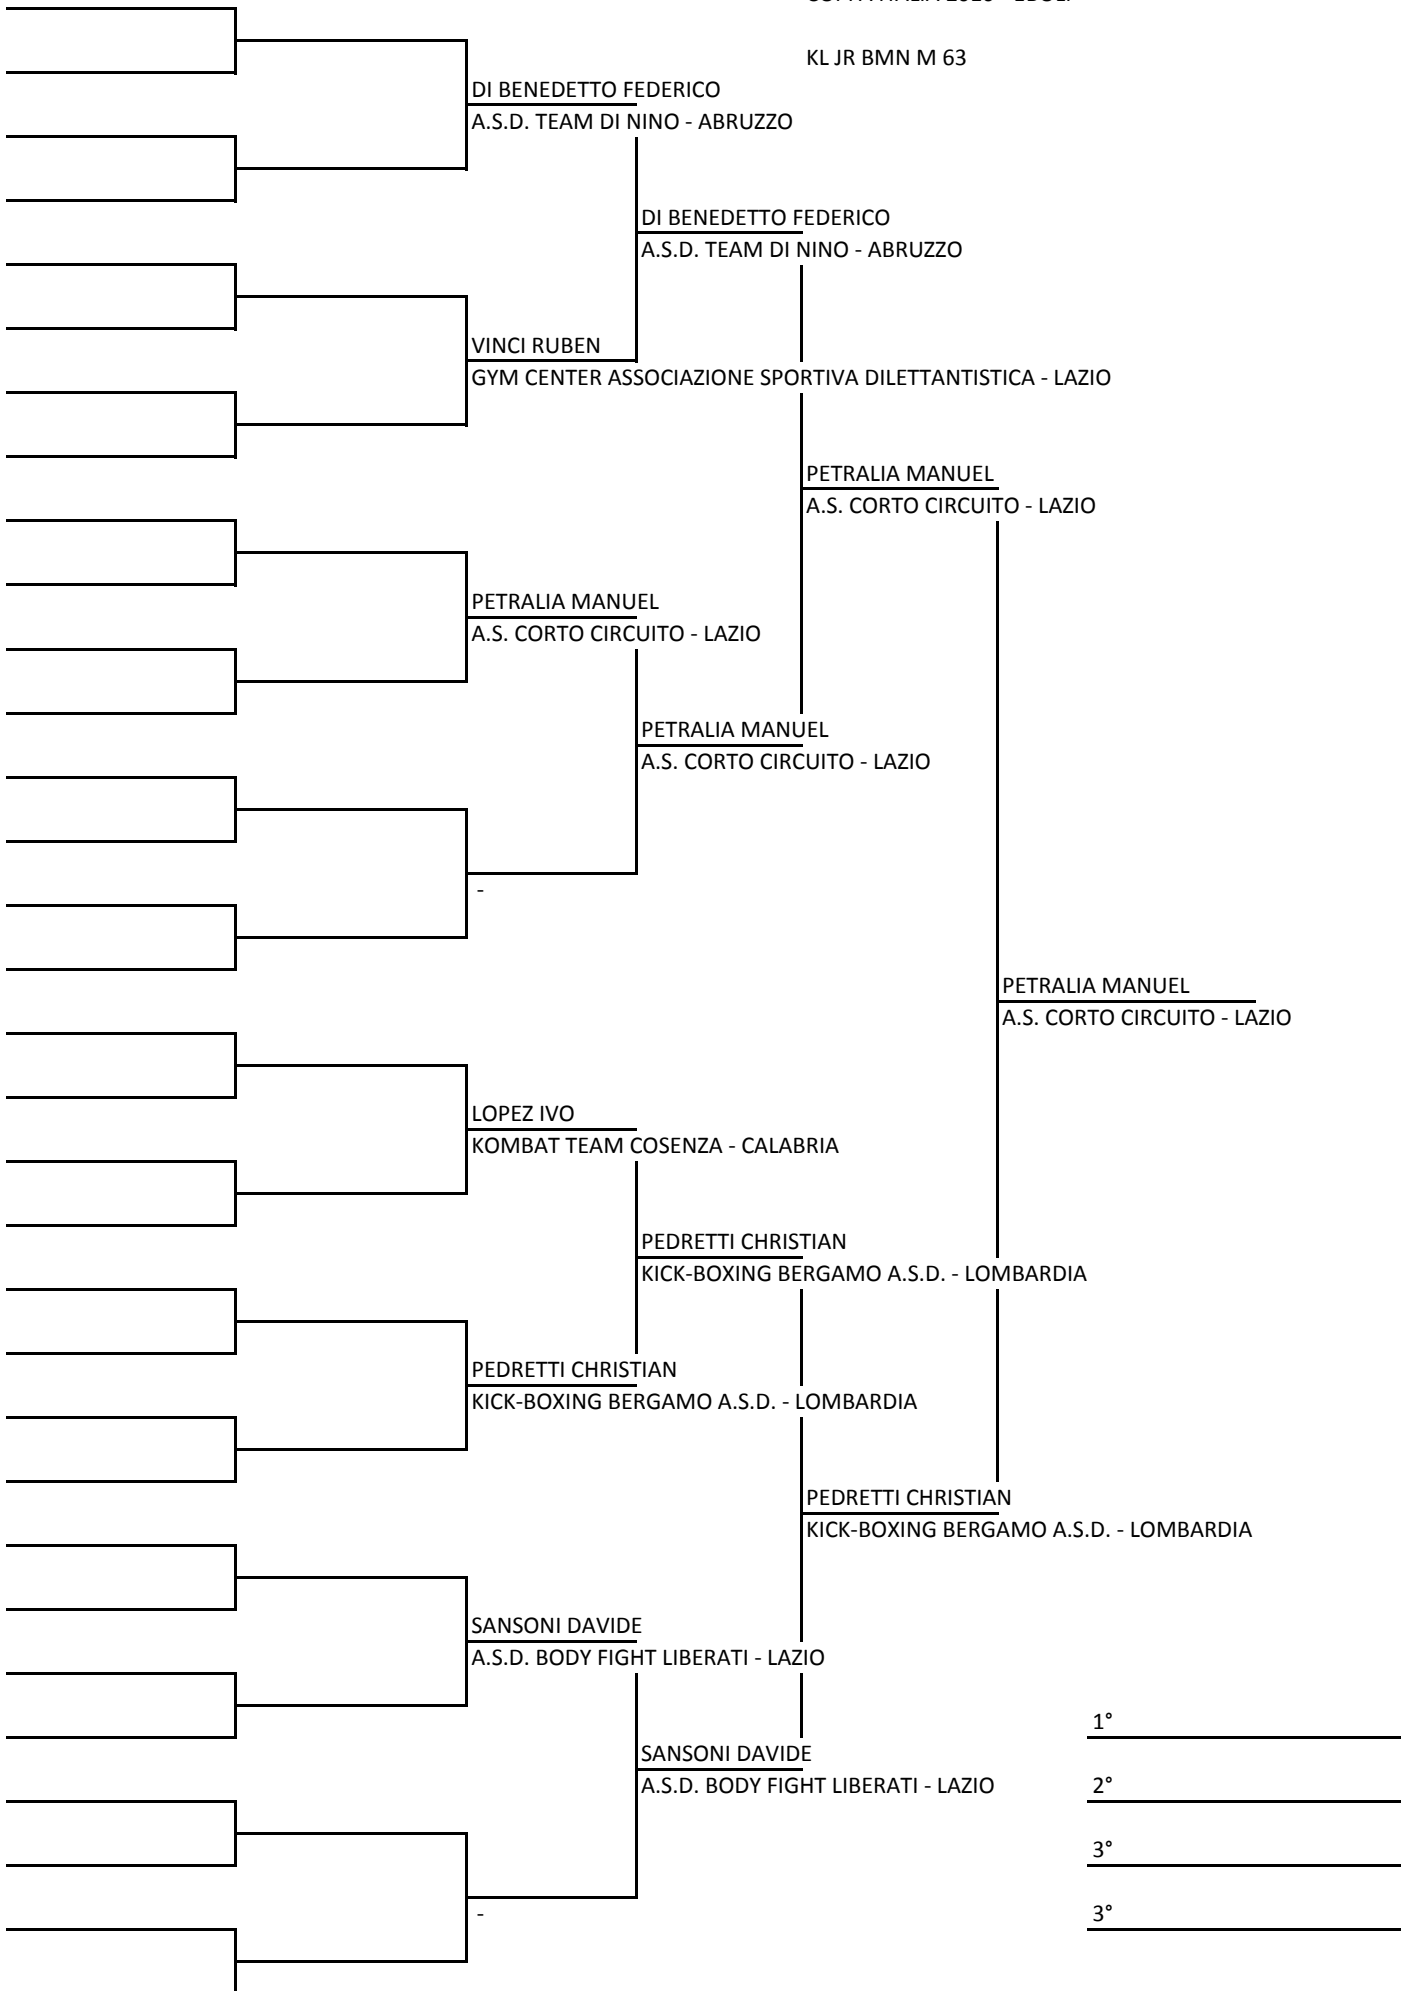 KL JR BMN M 63
DI BENEDETTO FEDERICO
A.S.D. TEAM DI NINO - ABRUZZO
DI BENEDETTO FEDERICO
A.S.D. TEAM DI NINO - ABRUZZO
VINCI RUBEN
GYM CENTER ASSOCIAZIONE SPORTIVA DILETTANTISTICA - LAZIO
PETRALIA MANUEL
A.S. CORTO CIRCUITO - LAZIO
PETRALIA MANUEL
A.S. CORTO CIRCUITO - LAZIO
PETRALIA MANUEL
A.S. CORTO CIRCUITO - LAZIO
-
PETRALIA MANUEL
A.S. CORTO CIRCUITO - LAZIO
LOPEZ IVO
KOMBAT TEAM COSENZA - CALABRIA
PEDRETTI CHRISTIAN
KICK-BOXING BERGAMO A.S.D. - LOMBARDIA
PEDRETTI CHRISTIAN
KICK-BOXING BERGAMO A.S.D. - LOMBARDIA
PEDRETTI CHRISTIAN
KICK-BOXING BERGAMO A.S.D. - LOMBARDIA
SANSONI DAVIDE
A.S.D. BODY FIGHT LIBERATI - LAZIO
1°
SANSONI DAVIDE
A.S.D. BODY FIGHT LIBERATI - LAZIO
2°
3°
3°
-